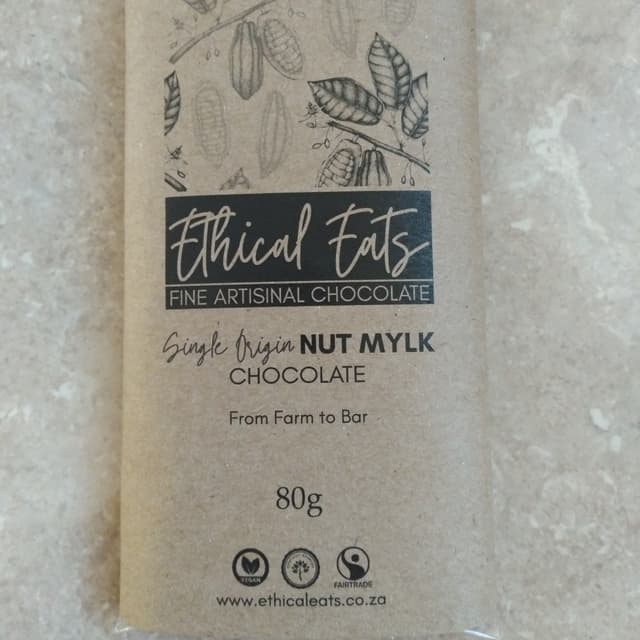 Ethical Eats
FINE ARTISINAL CHOCOLATE
Single Origin NUT MYLK
CHOCOLATE
From Farm to Bar
80g
VEGAN
FAIRTRADE
www.ethicaleats.co.za